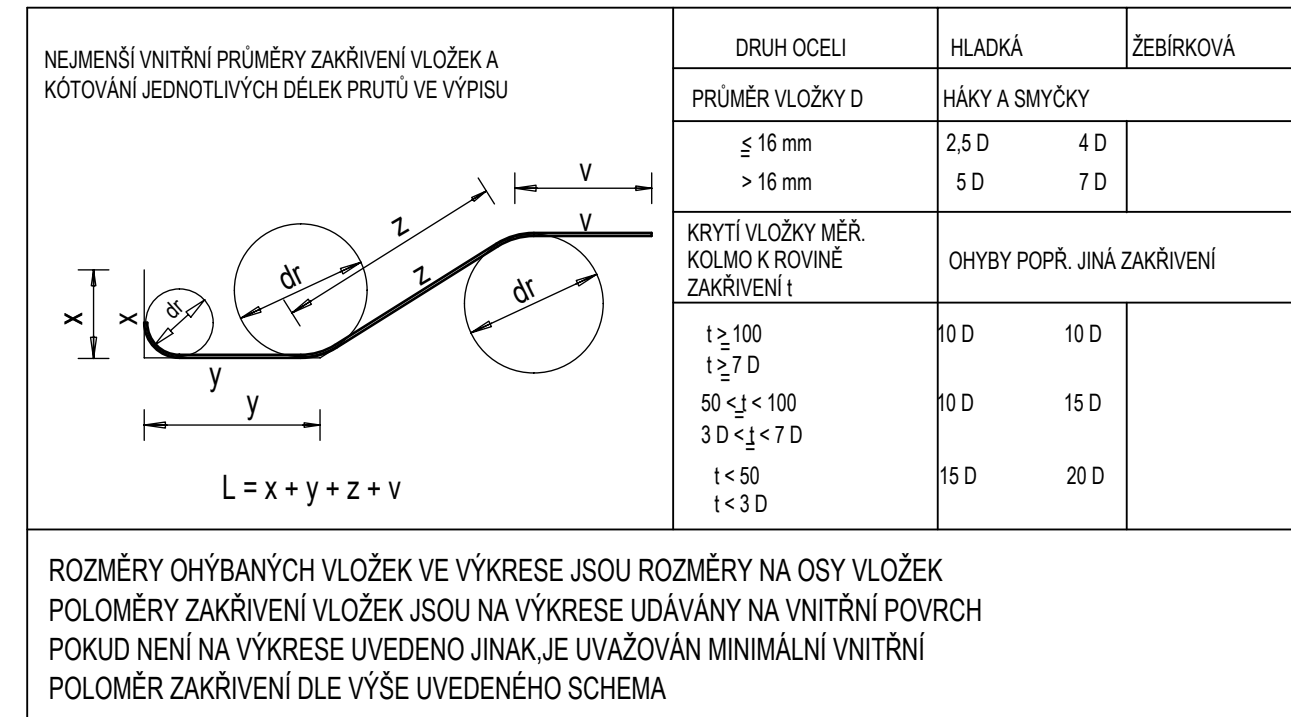 NEJMENŠÍ VNITŘNÍ PRŮMĚRY ZAKŘIVENÍ VLOŽEK A
KÓTOVÁNÍ JEDNOTLIVÝCH DÉLEK PRUTŮ VE VÝPISU
x
x
dr
y
y
dr
z
z
v
v
dr
L = x + y + z + v
DRUH OCELI HLADKÁ ŽEBÍRKOVÁ
PRŮMĚR VLOŽKY D HÁKY A SMYČKY
≦ 16 mm 2,5 D 4 D
> 16 mm 5 D 7 D
KRYTÍ VLOŽKY MĚŘ.
KOLMO K ROVINĚ
ZAKŘIVENÍ t
OHYBY POPŘ. JINÁ ZAKŘIVENÍ
t ≧ 100 10 D 10 D
t ≧ 7 D
50 ≦ t < 100 10 D 15 D
3 D ≦ t < 7 D
t < 50 15 D 20 D
t < 3 D
ROZMĚRY OHÝBANÝCH VLOŽEK VE VÝKRESE JSOU ROZMĚRY NA OSY VLOŽEK
POLOMĚRY ZAKŘIVENÍ VLOŽEK JSOU NA VÝKRESE UDÁVÁNY NA VNITŘNÍ POVRCH
POKUD NENÍ NA VÝKRESE UVEDENO JINAK,JE UVAŽOVÁN MINIMÁLNÍ VNITŘNÍ
POLOMĚR ZAKŘIVENÍ DLE VÝŠE UVEDENÉHO SCHEMA